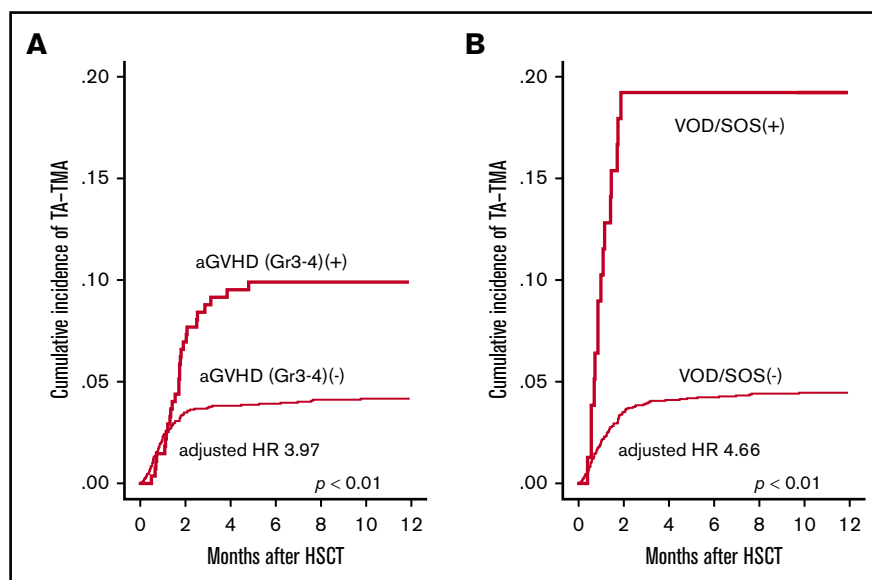 A
Cumulative incidence of TA–TMA
.20
.15
.10
.05
.00
aGVHD (Gr3-4)(+)
aGVHD (Gr3-4)(-)
adjusted HR 3.97
p < 0.01
0 2 4 6 8 10 12
Months after HSCT
B
Cumulative incidence of TA–TMA
.20
.15
.10
.05
.00
VOD/SOS(+)
VOD/SOS(-)
adjusted HR 4.66
p < 0.01
0 2 4 6 8 10 12
Months after HSCT